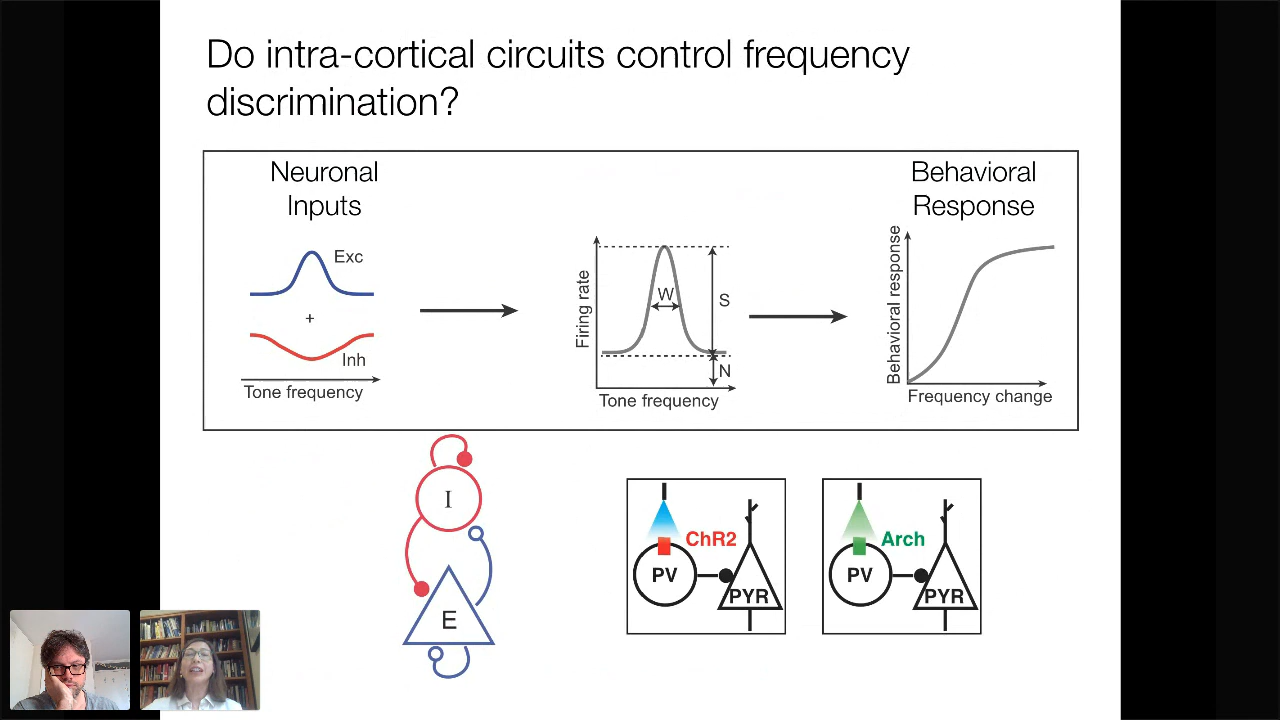 Do intra-cortical circuits control frequency
discrimination?
Neuronal
Inputs
Exc
+
Inh
Tone frequency
Firing rate
W
S
N
Tone frequency
Behavioral
Response
Behavioral response
Frequency change
I
E
ChR2
PV
PYR
Arch
PV
PYR